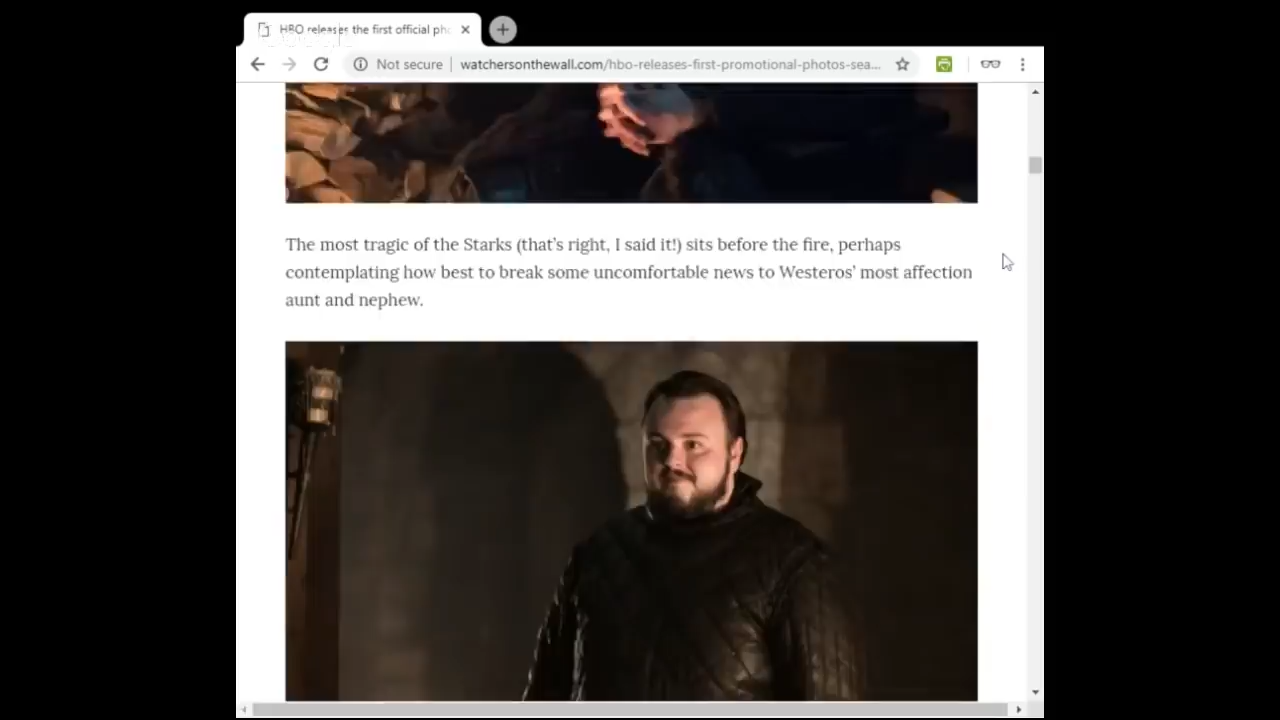 HBO releases the first official pho
Not secure
watchersonthewall.com/hbo-releases-first-promotional-photos-sea...
The most tragic of the Starks (that's right, I said it!) sits before the fire, perhaps
contemplating how best to break some uncomfortable news to Westeros' most affection
aunt and nephew.